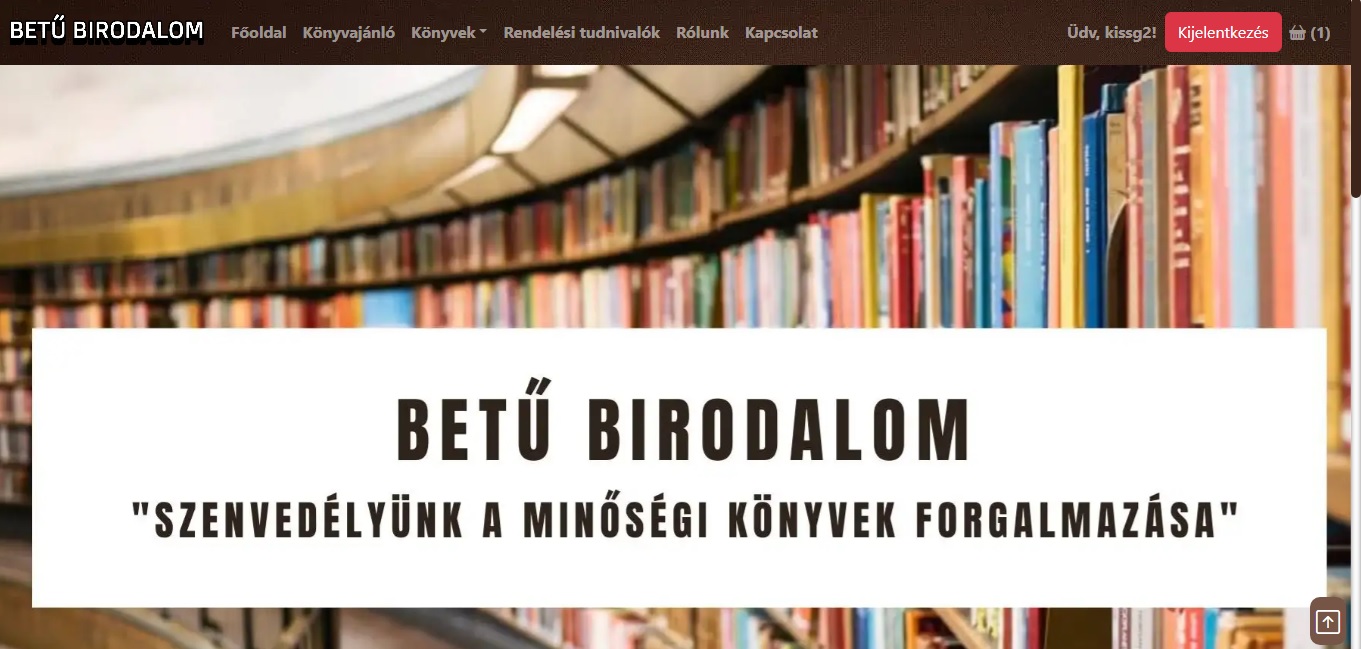 BETŰ BIRODALOM
Főoldal Könyvajánló Könyvek Rendelési tudnivalók Rólunk Kapcsolat Üdv, kissg2! Kijelentkezés (1)
BETŰ BIRODALOM
"SZENVEDÉLYÜNK A MINŐSÉGI KÖNYVEK FORGALMAZÁSA"